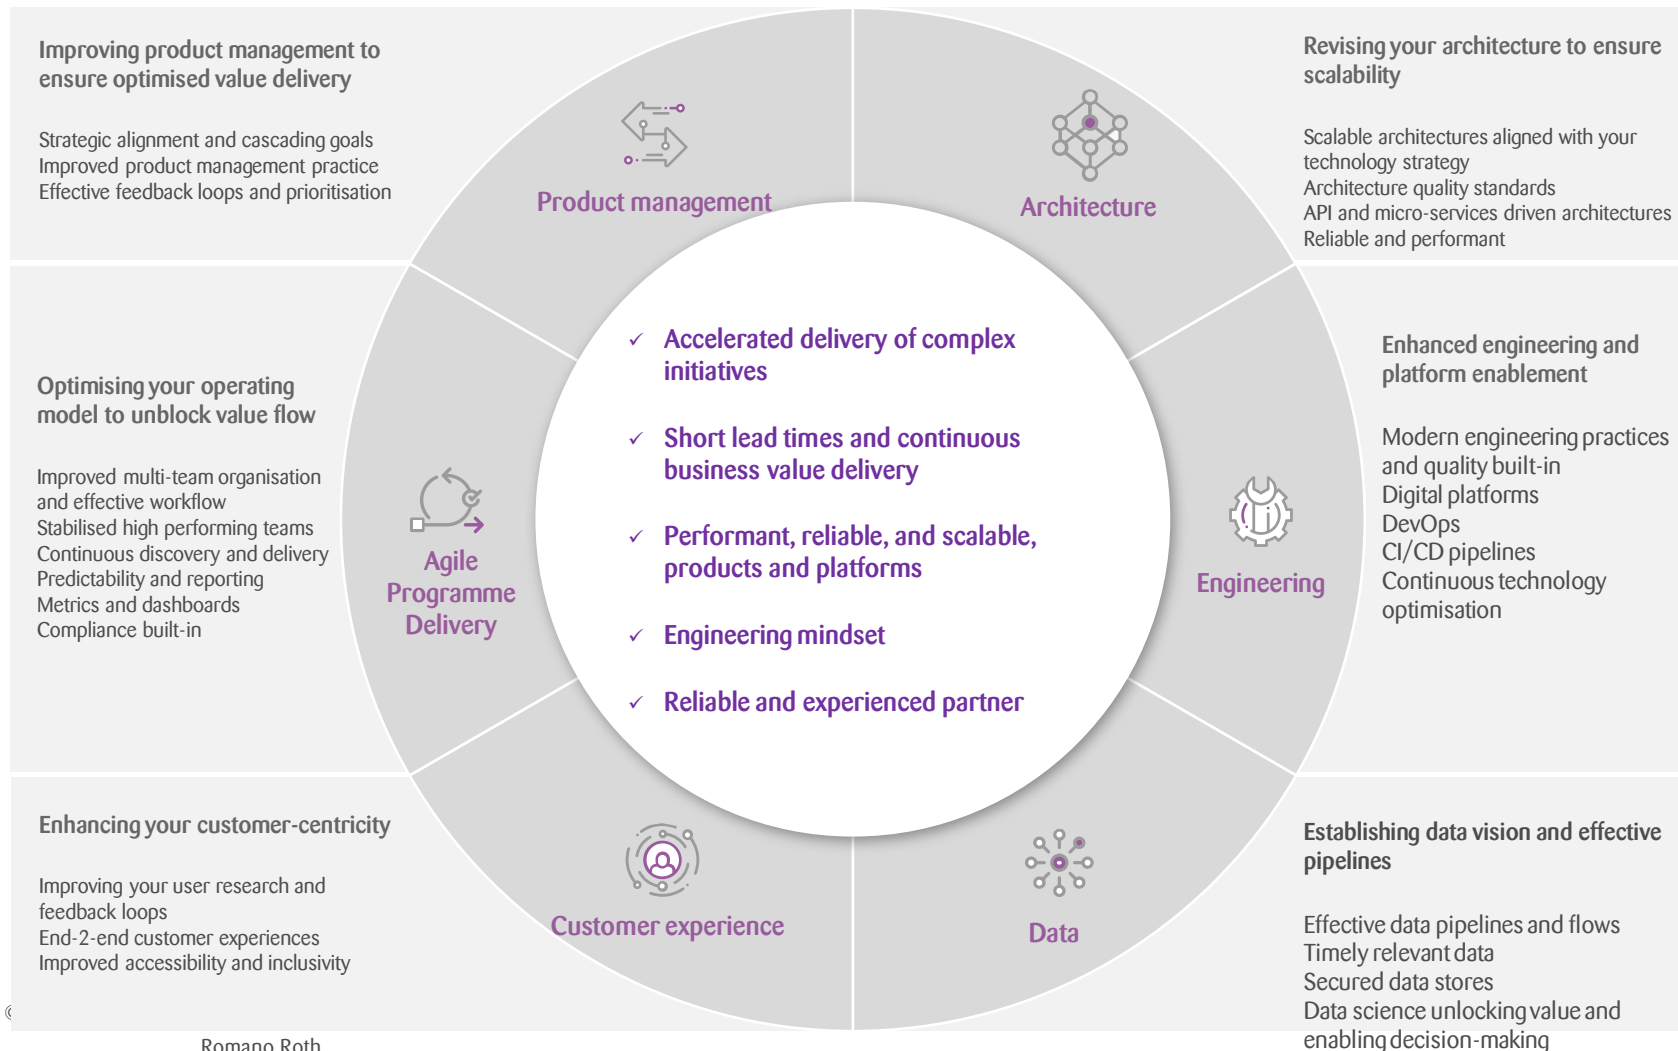 Improving product management to
ensure optimised value delivery
Strategic alignment and cascading goals
Improved product management practice
Effective feedback loops and prioritisation
Product management
Architecture
Revising your architecture to ensure
scalability
Scalable architectures aligned with your
technology strategy
Architecture quality standards
API and micro-services driven architectures
Reliable and performant
Optimising your operating
model to unblock value flow
Improved multi-team organisation
and effective workflow
Stabilised high performing teams
Continuous discovery and delivery
Predictability and reporting
Metrics and dashboards
Compliance built-in
Agile
Programme
Delivery
✓ Accelerated delivery of complex
initiatives
✓ Short lead times and continuous
business value delivery
✓ Performant, reliable, and scalable,
products and platforms
✓ Engineering mindset
✓ Reliable and experienced partner
Engineering
Enhanced engineering and
platform enablement
Modern engineering practices
and quality built-in
Digital platforms
DevOps
CI/CD pipelines
Continuous technology
optimisation
Enhancing your customer-centricity
Improving your user research and
feedback loops
End-2-end customer experiences
Improved accessibility and inclusivity
Customer experience
Data
Establishing data vision and effective
pipelines
Effective data pipelines and flows
Timely relevant data
Secured data stores
Data science unlocking value and
enabling decision-making
©
Romano Roth